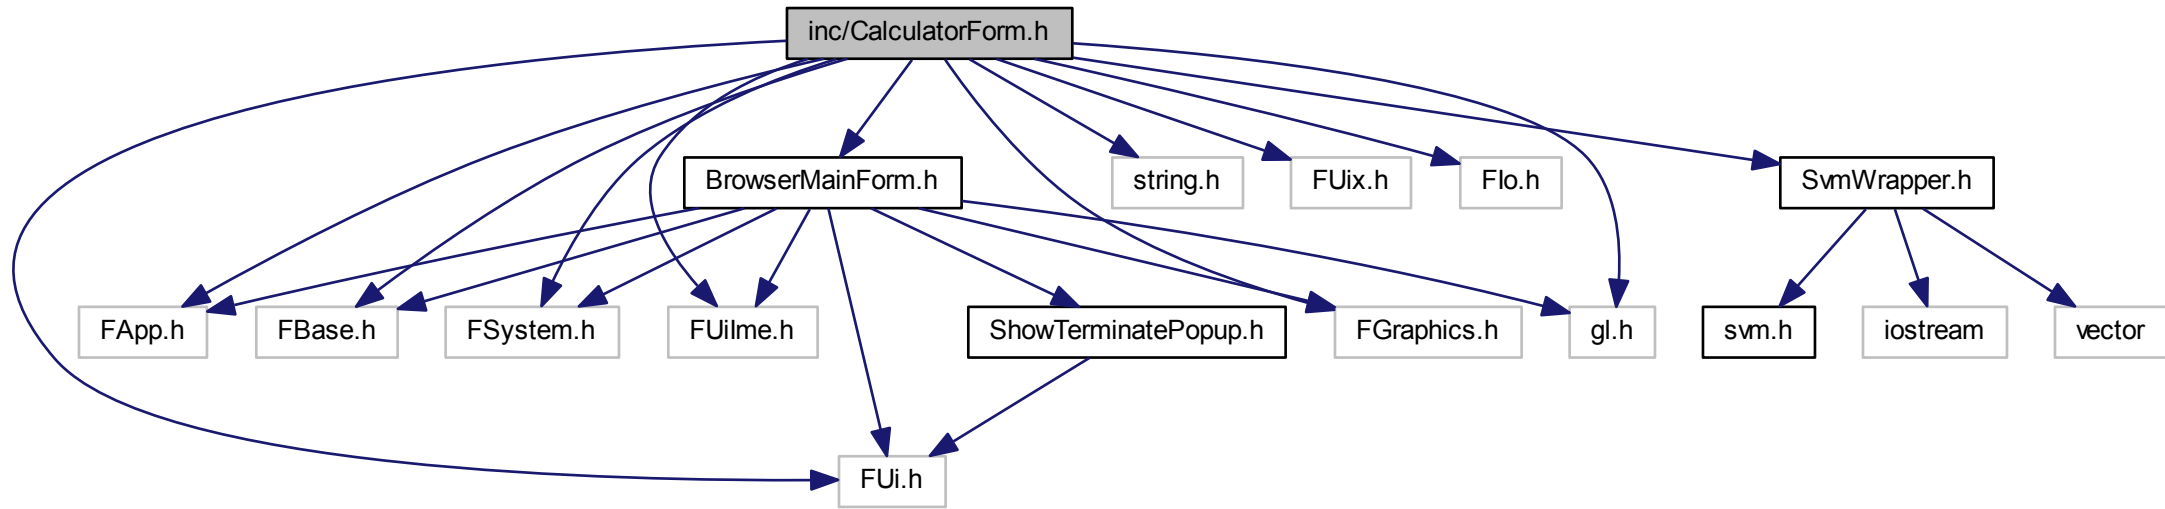 inc/CalculatorForm.h
BrowserMainForm.h
string.h
FUix.h
FIo.h
SvmWrapper.h
FApp.h
FBase.h
FSystem.h
FUiIme.h
ShowTerminatePopup.h
FGraphics.h
gl.h
svm.h
iostream
vector
FUi.h